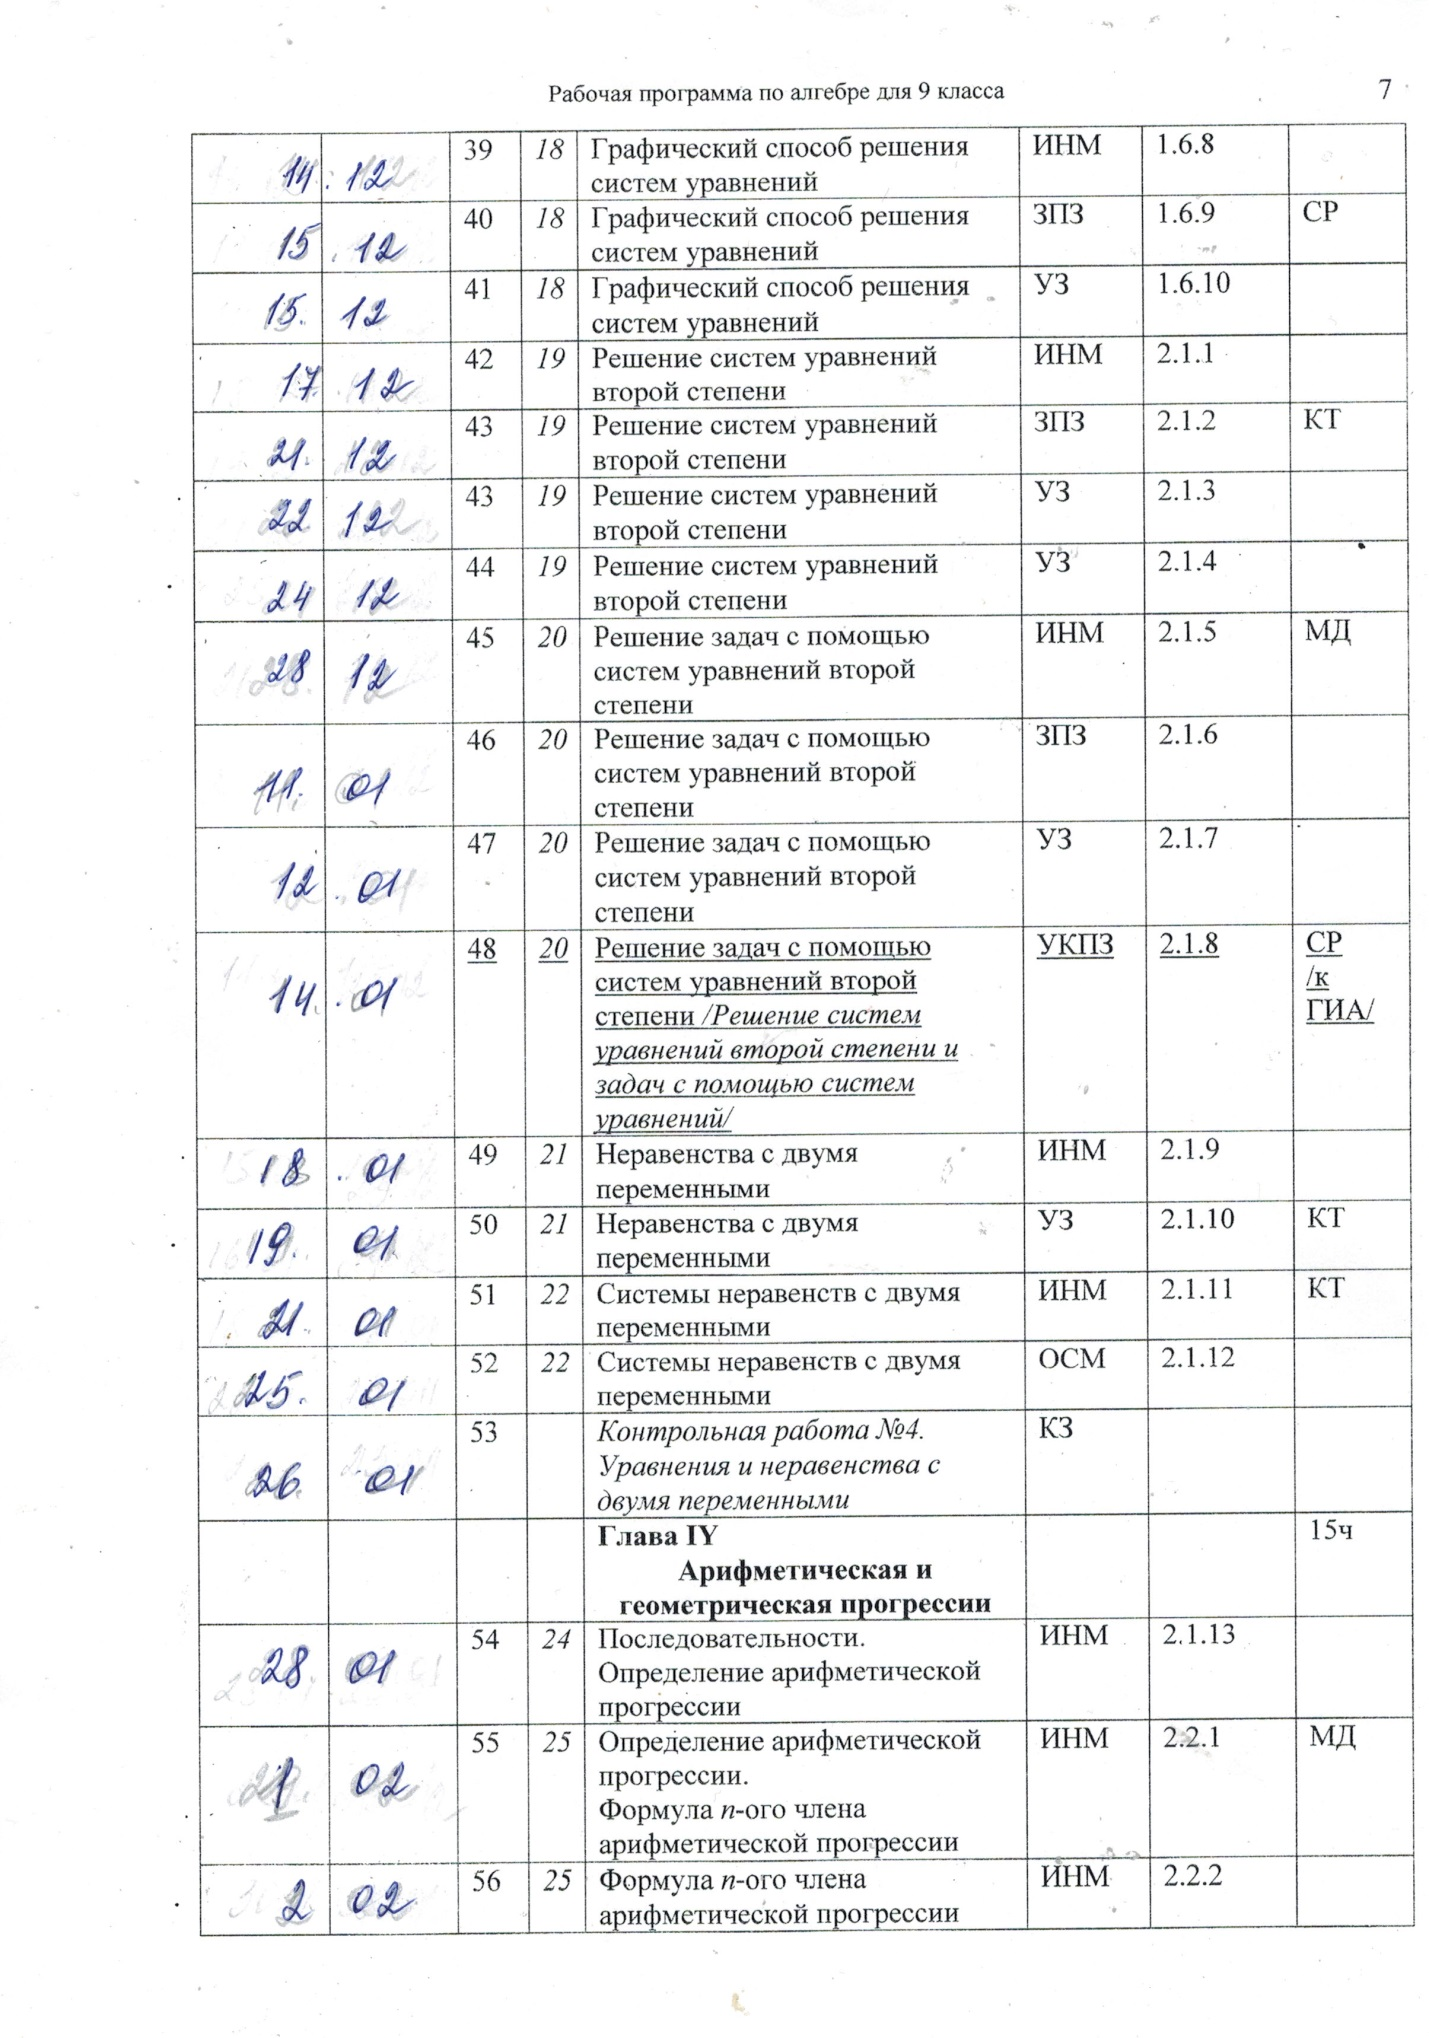 Рабочая программа по алгебре для 9 класса
7
14. 12 39 18 Графический способ решения ИНМ 1.6.8
систем уравнений
15. 12 40 18 Графический способ решения ЗПЗ 1.6.9 СР
систем уравнений
15. 12 41 18 Графический способ решения УЗ 1.6.10
систем уравнений
17. 12 42 19 Решение систем уравнений ИНМ 2.1.1
второй степени
21. 12 43 19 Решение систем уравнений ЗПЗ 2.1.2 КТ
второй степени
22 12 43 19 Решение систем уравнений УЗ 2.1.3
второй степени
24 12 44 19 Решение систем уравнений УЗ 2.1.4
второй степени
28 12 45 20 Решение задач с помощью ИНМ 2.1.5 МД
систем уравнений второй
степени
11. 01 46 20 Решение задач с помощью ЗПЗ 2.1.6
систем уравнений второй
степени
12. 01 47 20 Решение задач с помощью УЗ 2.1.7
систем уравнений второй
степени
14. 01 48 20 Решение задач с помощью УКПЗ 2.1.8 СР
систем уравнений второй /к
степени /Решение систем ГИА/
уравнений второй степени и
задач с помощью систем
уравнений/
18. 01 49 21 Неравенства с двумя ИНМ 2.1.9
переменными
19. 01 50 21 Неравенства с двумя УЗ 2.1.10 КТ
переменными
21. 01 51 22 Системы неравенств с двумя ИНМ 2.1.11 КТ
переменными
25. 01 52 22 Системы неравенств с двумя ОСМ 2.1.12
переменными
26. 01 53 Контрольная работа №4. КЗ
Уравнения и неравенства с
двумя переменными
Глава IY 15ч
Арифметическая и
геометрическая прогрессии
28. 01 54 24 Последовательности. ИНМ 2.1.13
Определение арифметической
прогрессии
1 02 55 25 Определение арифметической ИНМ 2.2.1 МД
прогрессии.
Формула n-ого члена
арифметической прогрессии
2 02 56 25 Формула n-ого члена ИНМ 2.2.2
арифметической прогрессии